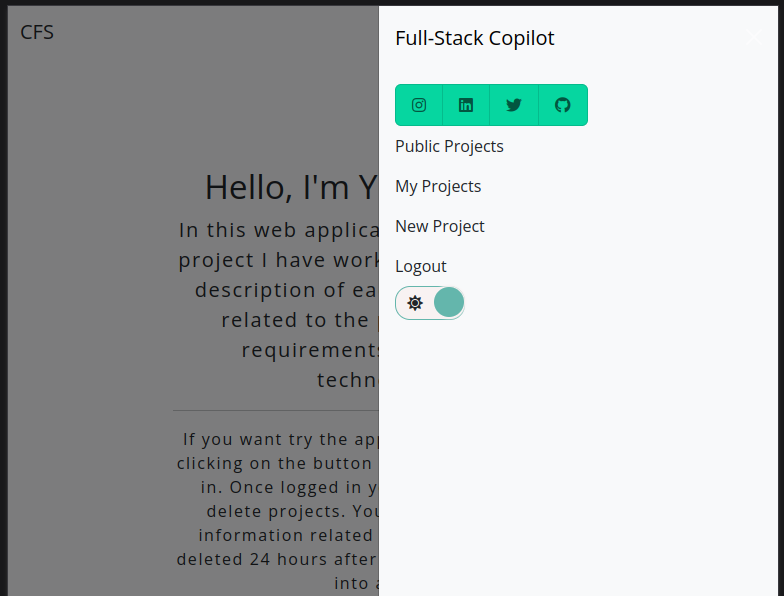 CFS
Full-Stack Copilot
Public Projects
My Projects
New Project
Logout
Hello, I'm Y
In this web applica
project I have work
description of ea
related to the
requirements
techn
If you want try the app
clicking on the button
in. Once logged in y
delete projects. You
information related
deleted 24 hours after
into a